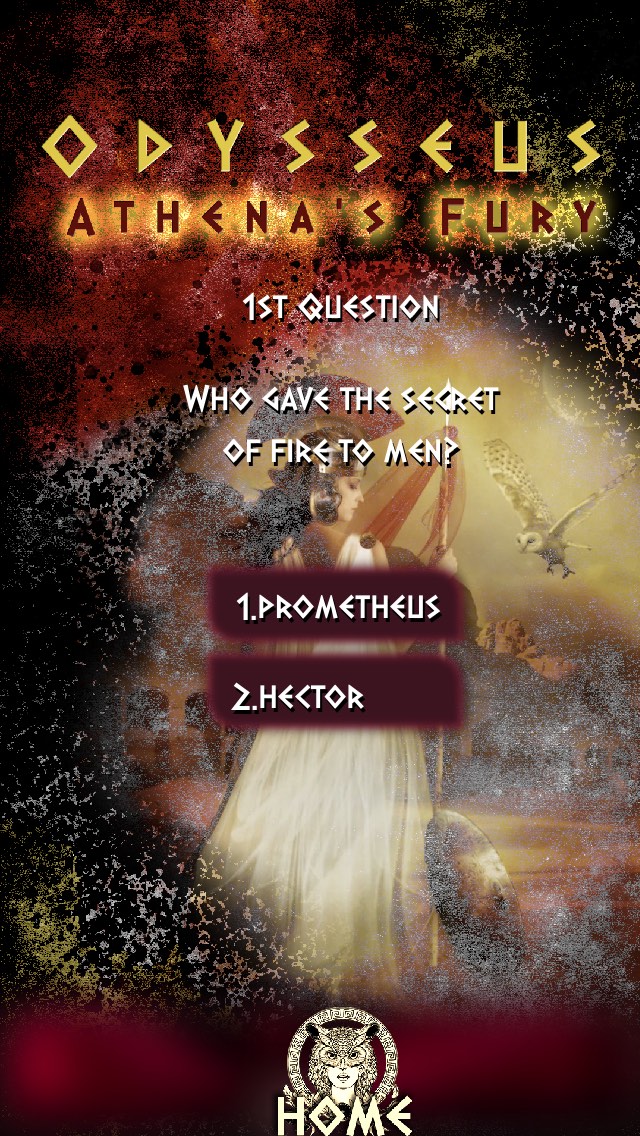 Odysseus
Athena's Fury
1st Question
Who gave the secret
of fire to men?
1.Prometheus
2.Hector
HOME